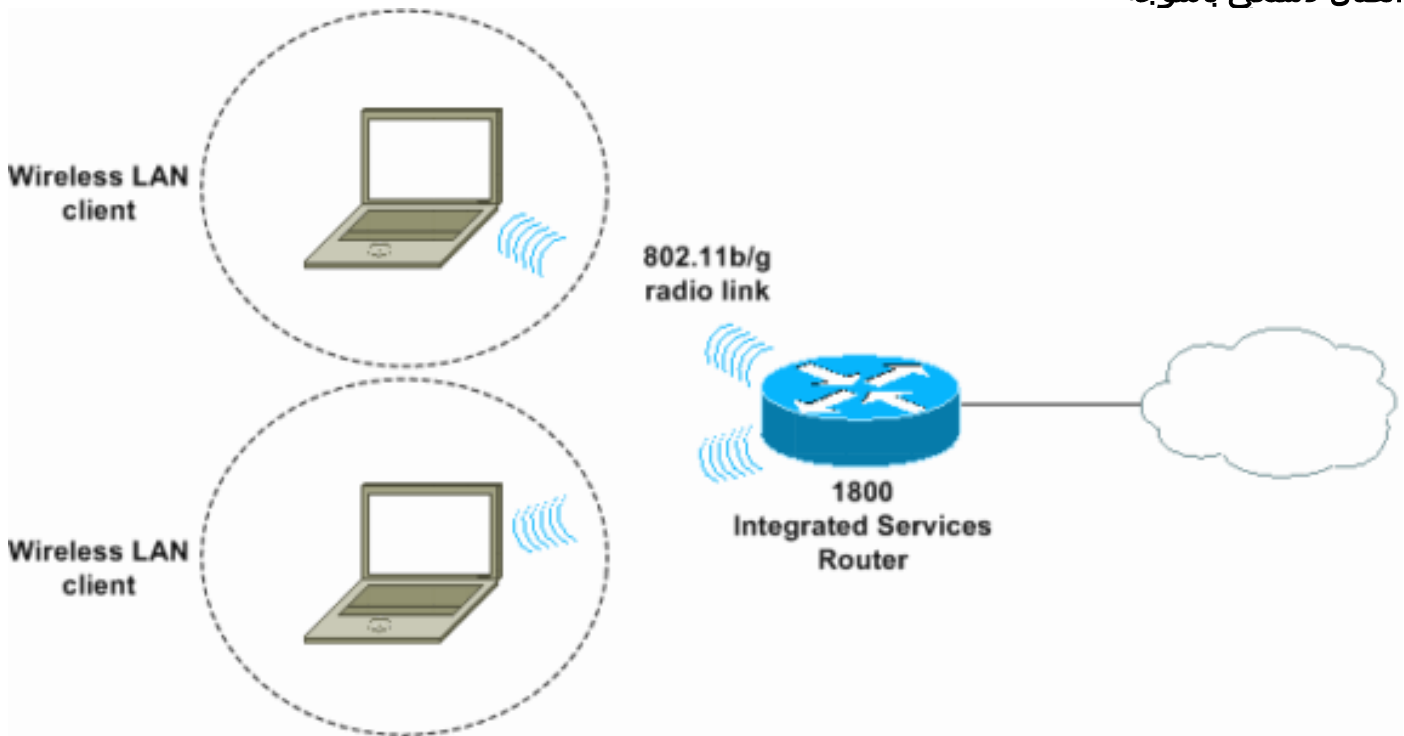 Wireless LAN
client
802.11b/g
radio link
1800
Integrated Services
Router
Wireless LAN
client